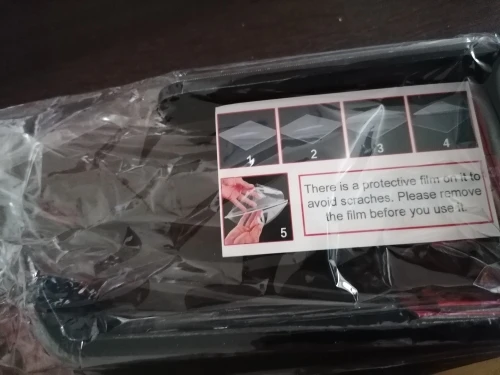 1 2 3 4
5
There is a protective film on it to
avoid scraches. Please remove
the film before you use it.